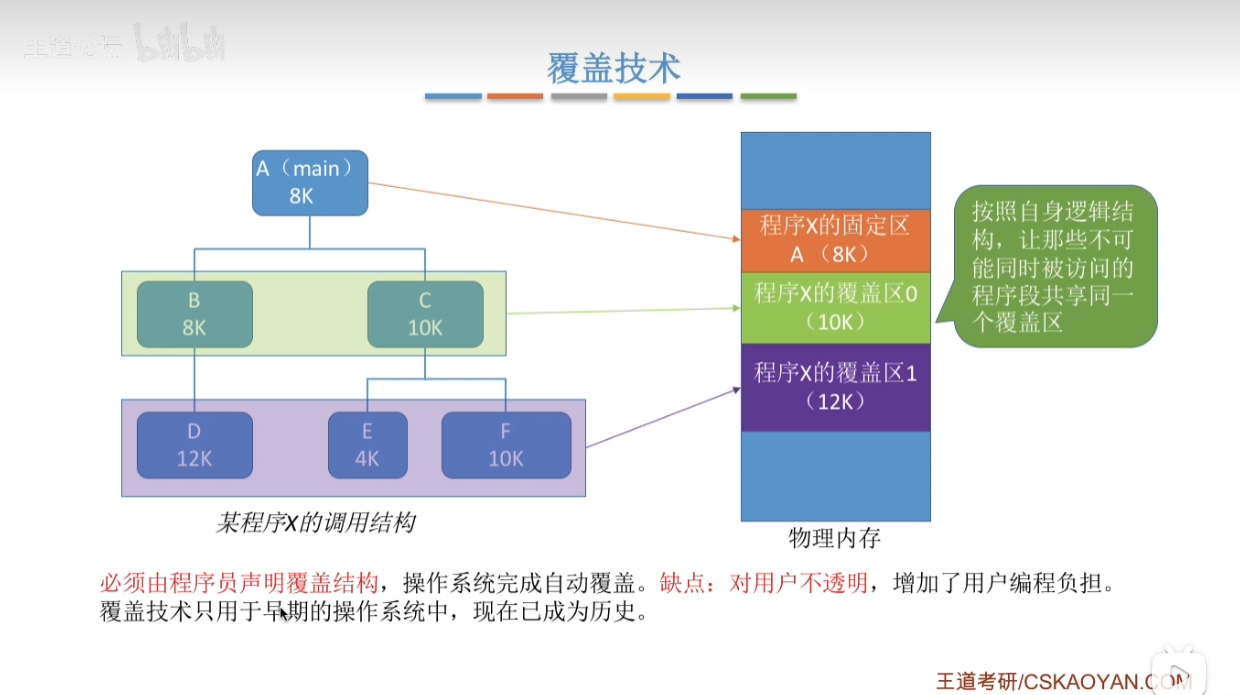 王道论坛 bilibili
覆盖技术
A（main）
8K
B
8K
C
10K
D
12K
E
4K
F
10K
某程序X的调用结构
程序X的固定区
A （8K）
程序X的覆盖区0
（10K）
程序X的覆盖区1
（12K）
物理内存
按照自身逻辑结
构，让那些不可
能同时被访问的
程序段共享同一
个覆盖区
必须由程序员声明覆盖结构，操作系统完成自动覆盖。缺点：对用户不透明，增加了用户编程负担。
覆盖技术只用于早期的操作系统中，现在已成为历史。
王道考研/CSKAOYAN.COM